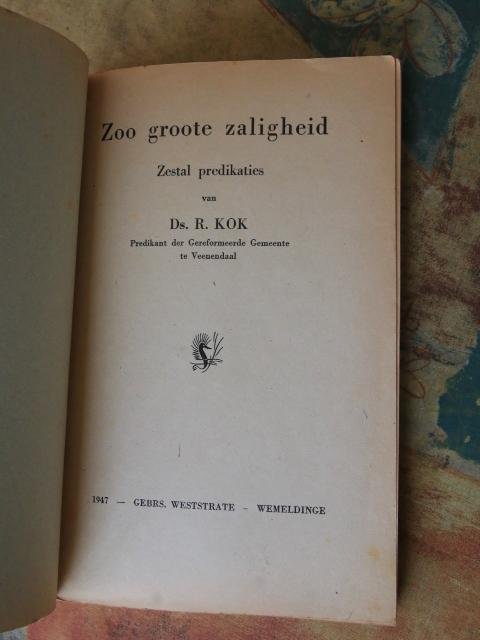 Zoo groote zaligheid
Zestal predikaties
van
Ds. R. KOK
Predikant der Gereformeerde Gemeente
te Veenendaal
1947 — GEBRS. WESTSTRATE - WEMELDINGE